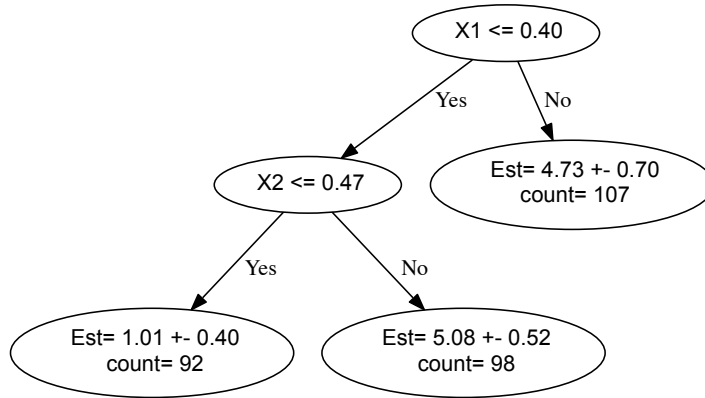 X1 <= 0.40
Yes
No
X2 <= 0.47
Est= 4.73 +- 0.70
count= 107
Yes
No
Est= 1.01 +- 0.40
count= 92
Est= 5.08 +- 0.52
count= 98